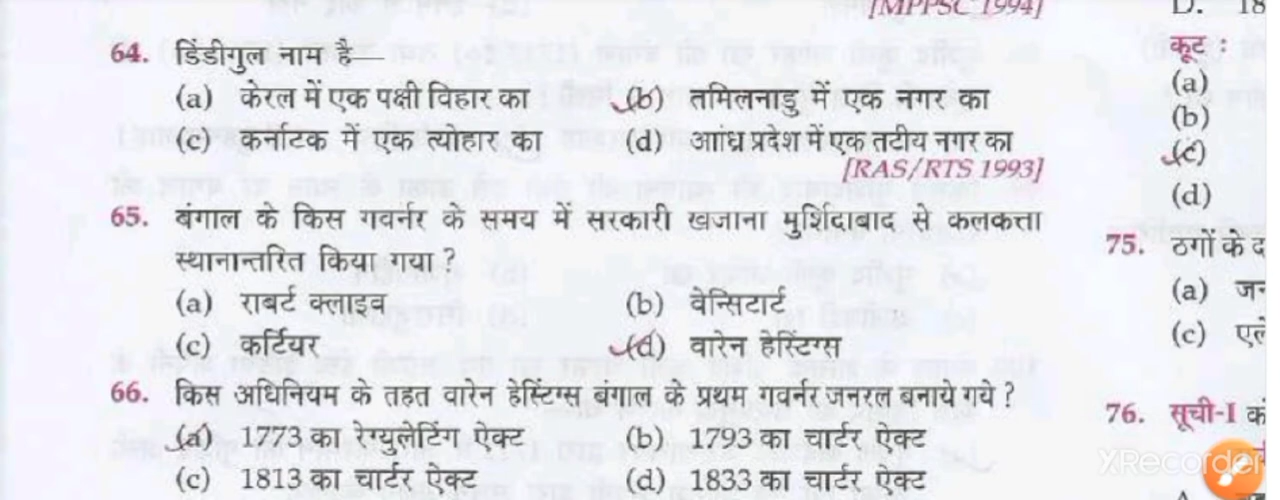 [MPPSC 1994]
64. डिंडीगुल नाम है—
(a) केरल में एक पक्षी विहार का (b) तमिलनाडु में एक नगर का
(c) कर्नाटक में एक त्योहार का (d) आंध्र प्रदेश में एक तटीय नगर का
[RAS/RTS 1993]
65. बंगाल के किस गवर्नर के समय में सरकारी खजाना मुर्शिदाबाद से कलकत्ता
स्थानान्तरित किया गया ?
(a) राबर्ट क्लाइव (b) वेन्सिटार्ट
(c) कर्टियर (d) वारेन हेस्टिंग्स
66. किस अधिनियम के तहत वारेन हेस्टिंग्स बंगाल के प्रथम गवर्नर जनरल बनाये गये ?
(a) 1773 का रेग्युलेटिंग ऐक्ट (b) 1793 का चार्टर ऐक्ट
(c) 1813 का चार्टर ऐक्ट (d) 1833 का चार्टर ऐक्ट
D. 18
कूट :
(a)
(b)
(c)
(d)
75. ठगों के
(a)
(c)
76. सूची-I
XRecorder